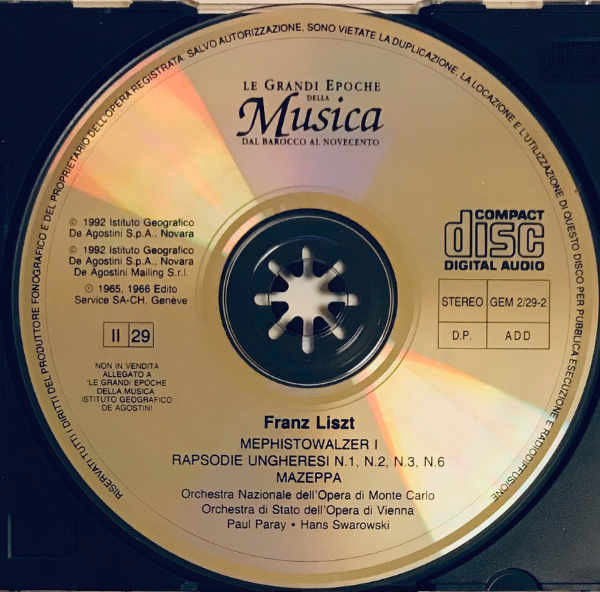 RISERVATI TUTTI I DIRITTI DEL PRODUTTORE FONOGRAFICO E DEL PROPRIETARIO DELL'OPERA REGISTRATA. SALVO AUTORIZZAZIONE, SONO VIETATE LA DUPLICAZIONE, LA LOCAZIONE E L'UTILIZZAZIONE DI QUESTO DISCO PER PUBBLICA ESECUZIONE E RADIODIFFUSIONE
LE GRANDI EPOCHE
DELLA
Musica
DAL BAROCCO AL NOVECENTO
© 1992 Istituto Geografico
De Agostini S.p.A., Novara
℗ 1992 Istituto Geografico
De Agostini S.p.A., Novara
De Agostini Mailing S.r.l.
℗ 1965, 1966 Edito
Service SA-CH. Genève
II 29
NON IN VENDITA
ALLEGATO A
'LE GRANDI EPOCHE
DELLA MUSICA
ISTITUTO GEOGRAFICO
DE AGOSTINI
COMPACT
disc
DIGITAL AUDIO
STEREO GEM 2/29-2
D.P. ADD
Franz Liszt
MEPHISTOWALZER I
RAPSODIE UNGHERESI N.1, N.2, N.3, N.6
MAZEPPA
Orchestra Nazionale dell'Opera di Monte Carlo
Orchestra di Stato dell'Opera di Vienna
Paul Paray • Hans Swarowski